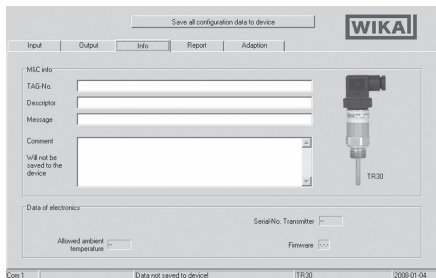 Save all configuration data to device
WIKA
Input Output Info Report Adaption
M&C info
TAG-No.
Descriptor
Message
Comment
Will not be
saved to the
device
TR30
Data of electronics
Serial-No. Transmitter -
Allowed ambient
temperature -
Firmware -.-.-
Com 1 Data not saved to device! TR30 2008-01-04